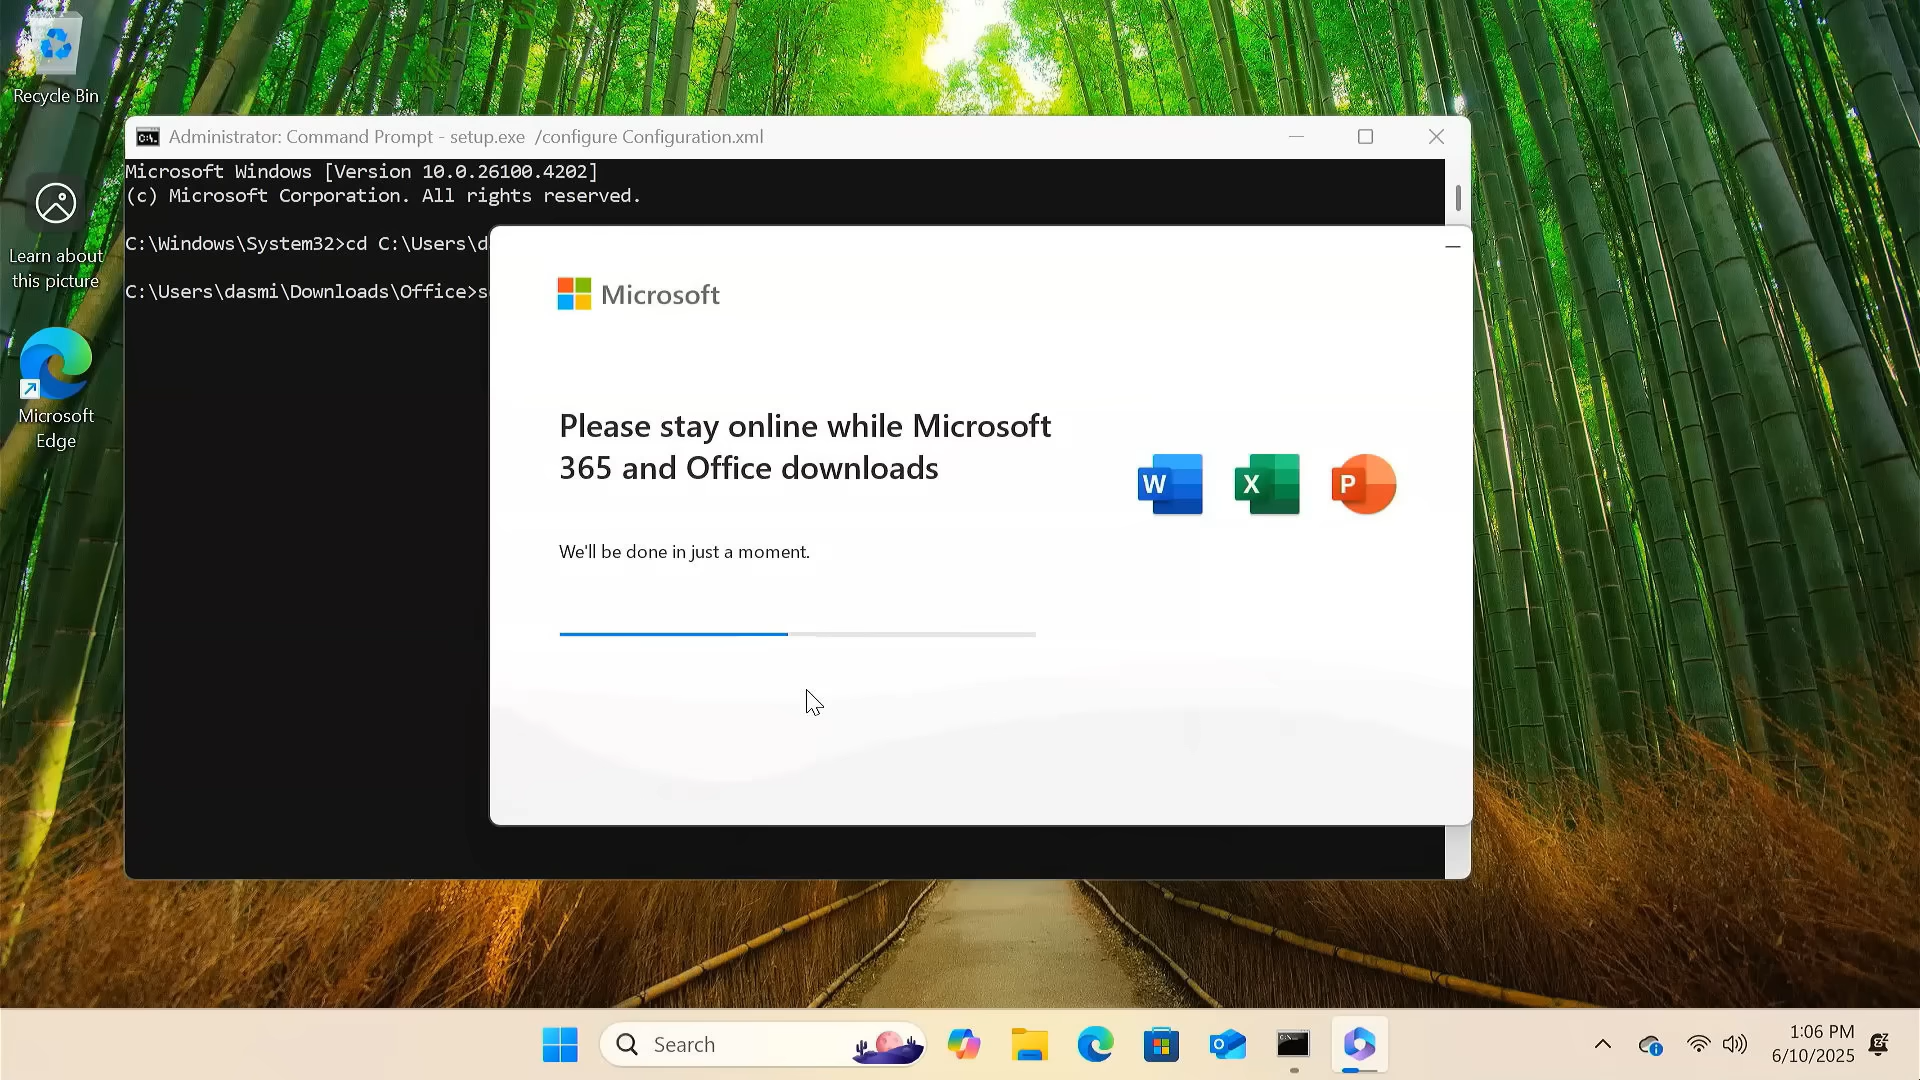 Recycle Bin
Learn about
this picture
Microsoft
Edge
Administrator: Command Prompt - setup.exe  /configure Configuration.xml
Microsoft Windows [Version 10.0.26100.4202]
(c) Microsoft Corporation. All rights reserved.
C:\Windows\System32>cd C:\Users\d
C:\Users\dasmi\Downloads\Office>s
Microsoft
Please stay online while Microsoft
365 and Office downloads
W X P
We'll be done in just a moment.
Search
1:06 PM
6/10/2025